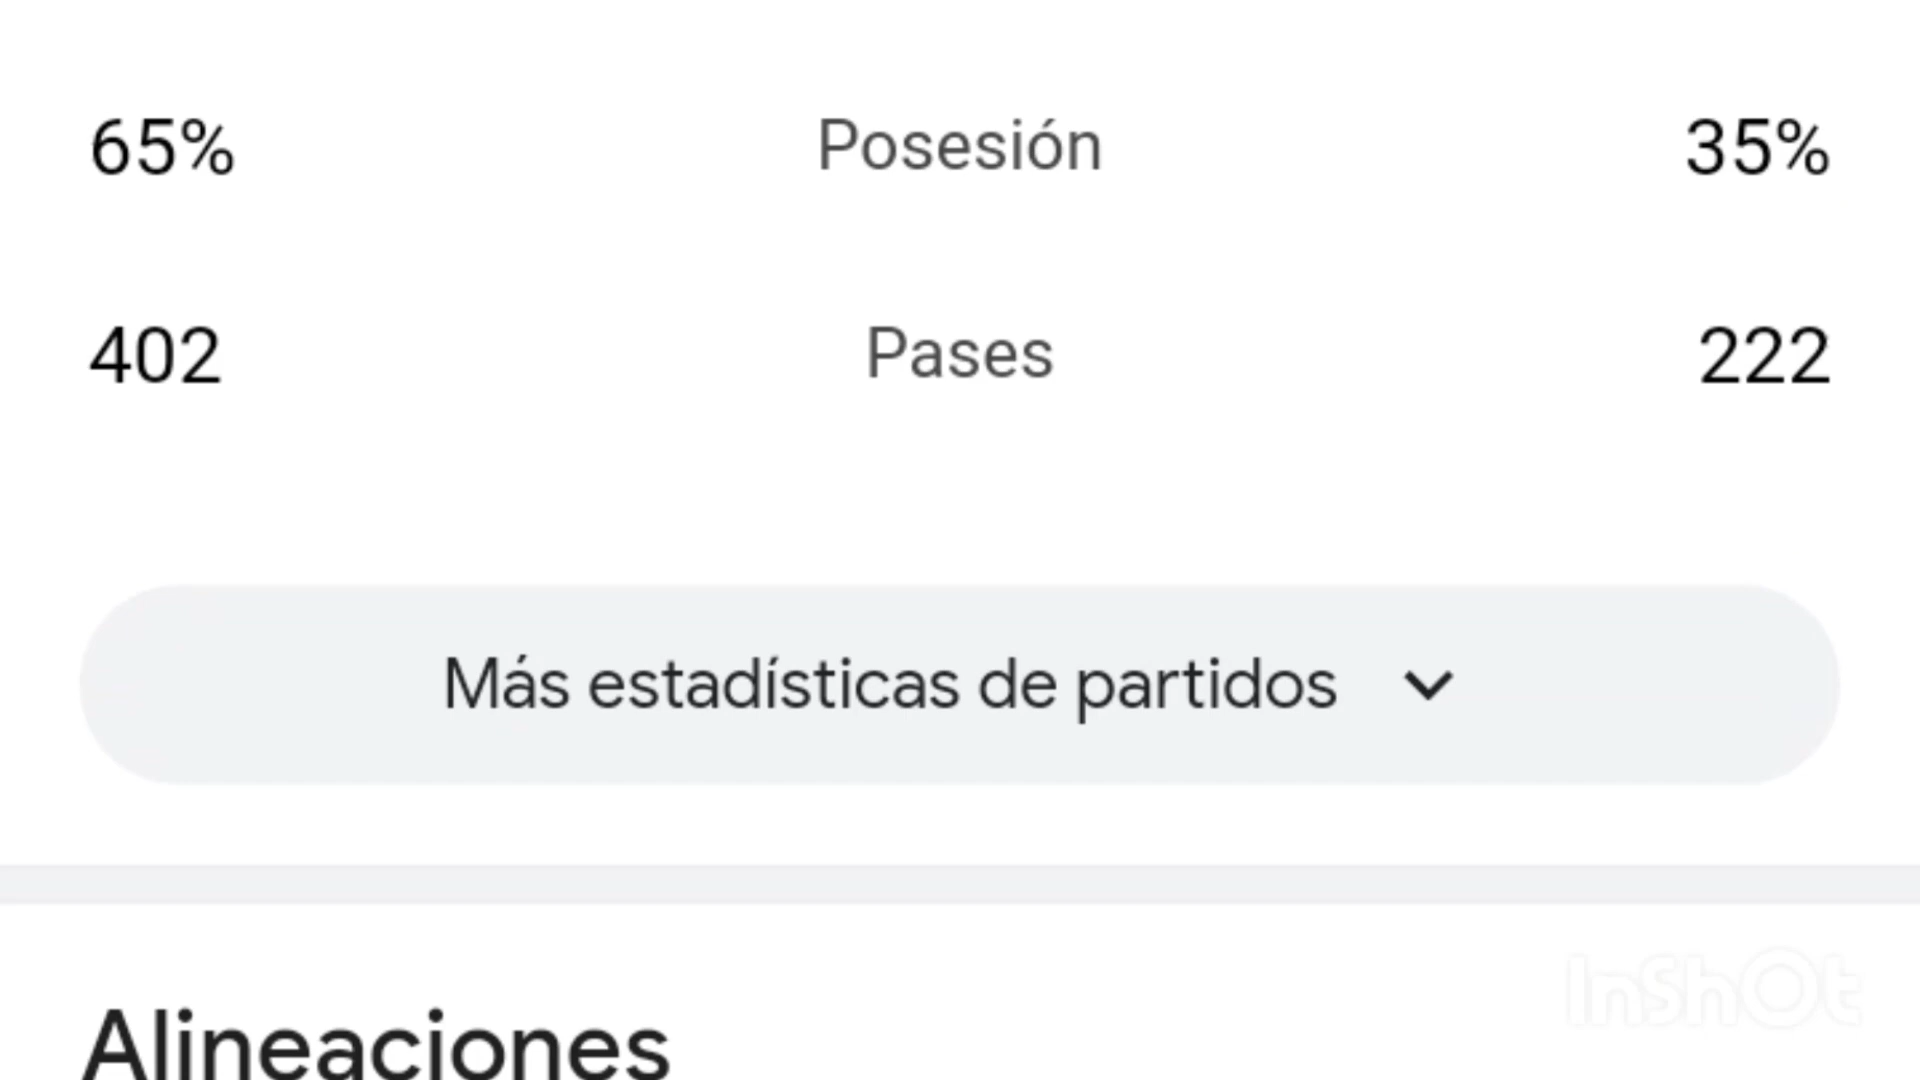 65% Posesión 35%
402 Pases 222
Más estadísticas de partidos
Alineaciones
InShOt